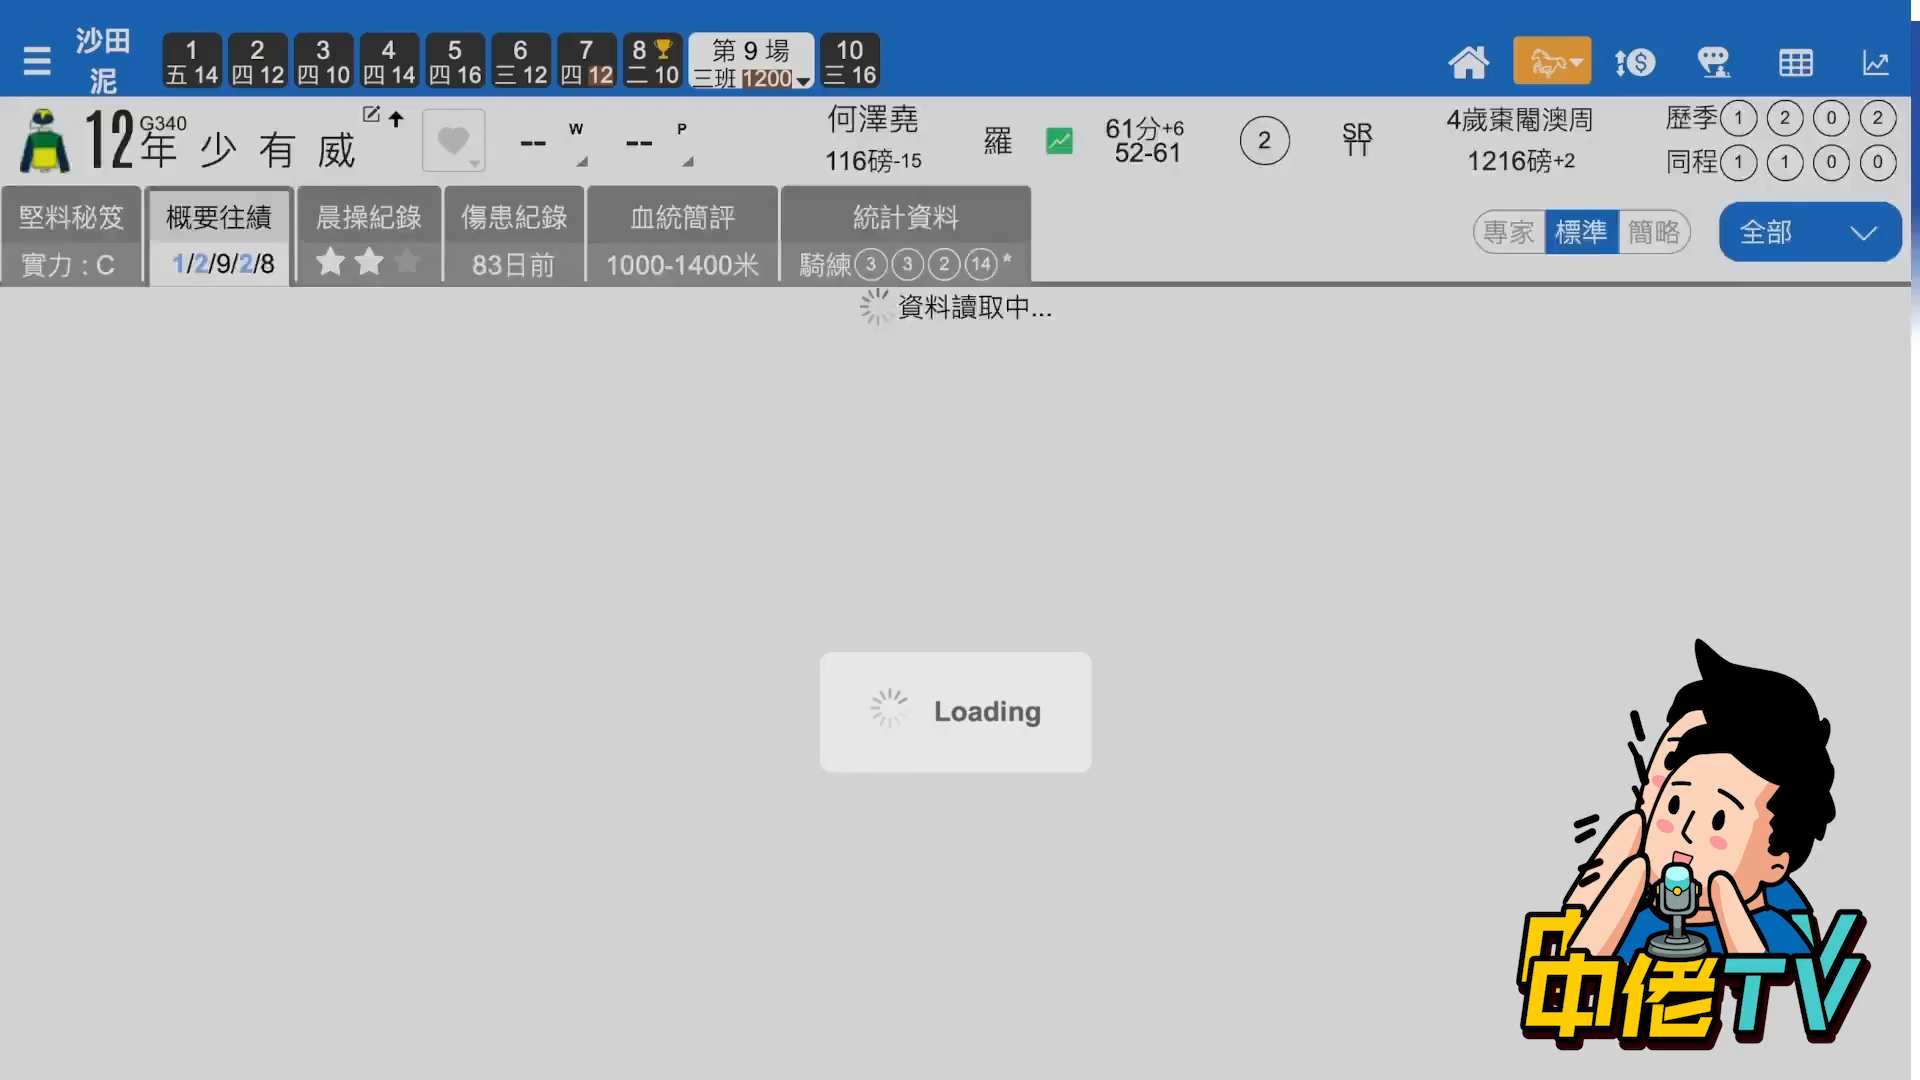 沙田
泥
1
五 14
2
四 12
3
四 10
4
四 14
5
四 16
6
三 12
7
四 12
8
二 10
第 9 場
三班 1200
10
三 16
12 G340
年少有威
-- W
-- P
何澤堯
116磅-15
羅
61分+6
52-61
2
SR
TT
4歲棗閹澳周
1216磅+2
歷季 1 2 0 2
同程 1 1 0 0
堅料秘笈
實力 : C
概要往績
1/2/9/2/8
晨操紀錄
傷患紀錄
83日前
血統簡評
1000-1400米
統計資料
騎練 3 3 2 14 *
專家 標準 簡略
全部
資料讀取中...
Loading
中佬TV